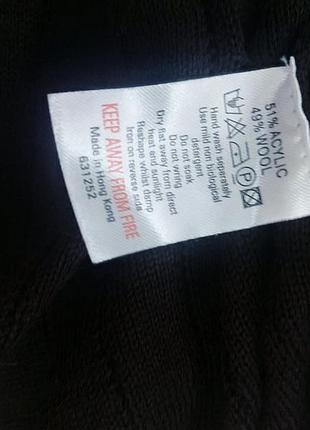 51% ACYLIC
49% WOOL
P
Hand wash separately
Use mild non biological
detergent
Do not soak
Do not wring
Dry flat away from direct
heat and sunlight
Reshape whilst damp
Iron on reverse side
KEEP AWAY FROM FIRE
Made in Hong Kong
631252